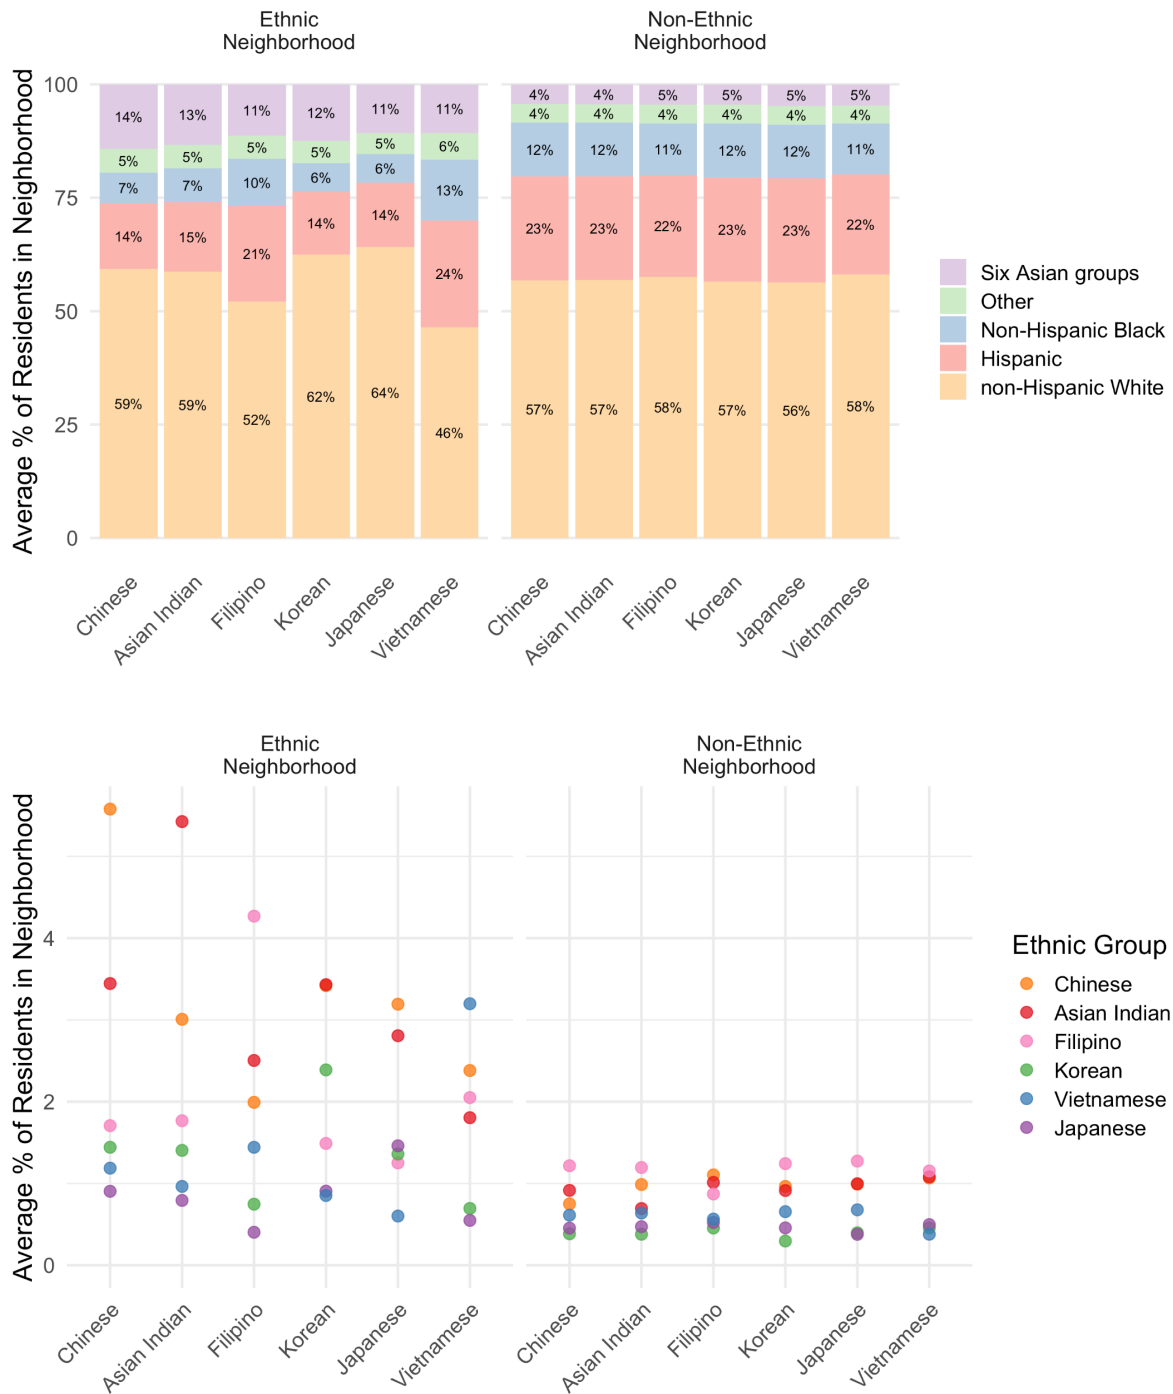 Ethnic
Neighborhood
Non-Ethnic
Neighborhood
Average % of Residents in Neighborhood
100
75
50
25
0
14% 13% 11% 12% 11% 11%
5% 5% 5% 5% 5% 6%
7% 7% 10% 6% 6% 13%
14% 15% 21% 14% 14% 24%
59% 59% 52% 62% 64% 46%
4% 4% 5% 5% 5% 5%
4% 4% 4% 4% 4% 4%
12% 12% 11% 12% 12% 11%
23% 23% 22% 23% 23% 22%
57% 57% 58% 57% 56% 58%
Chinese
Asian Indian
Filipino
Korean
Japanese
Vietnamese
Chinese
Asian Indian
Filipino
Korean
Japanese
Vietnamese
Six Asian groups
Other
Non-Hispanic Black
Hispanic
non-Hispanic White
Ethnic
Neighborhood
Non-Ethnic
Neighborhood
Average % of Residents in Neighborhood
4
2
0
Chinese
Asian Indian
Filipino
Korean
Japanese
Vietnamese
Chinese
Asian Indian
Filipino
Korean
Japanese
Vietnamese
Ethnic Group
Chinese
Asian Indian
Filipino
Korean
Vietnamese
Japanese